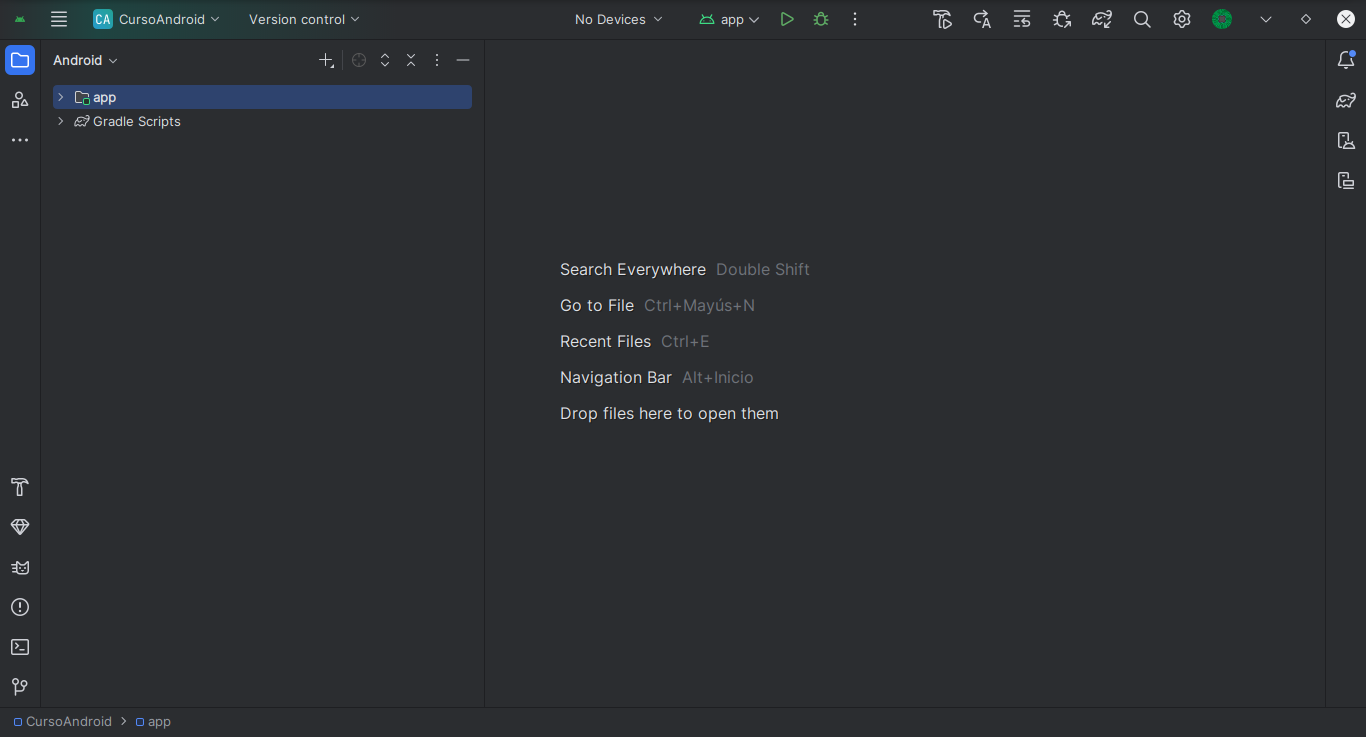 CA CursoAndroid Version control No Devices app
Android
app
Gradle Scripts
Search Everywhere Double Shift
Go to File Ctrl+Mayús+N
Recent Files Ctrl+E
Navigation Bar Alt+Inicio
Drop files here to open them
CursoAndroid app